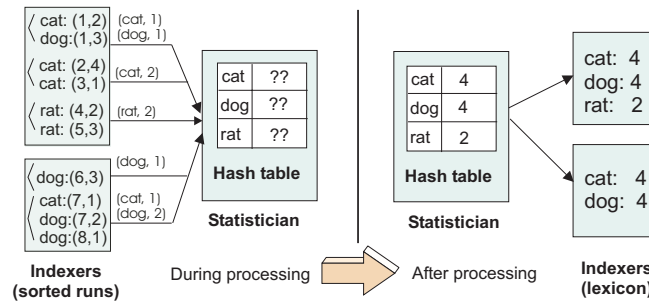 cat: (1,2)
dog:(1,3)
cat: (2,4)
cat: (3,1)
rat: (4,2)
rat: (5,3)
dog:(6,3)
cat:(7,1)
dog:(7,2)
dog:(8,1)
Indexers
(sorted runs)
(cat, 1)
(dog, 1)
(cat, 2)
(rat, 2)
(dog, 1)
(cat, 1)
(dog, 2)
cat ??
dog ??
rat ??
Hash table
Statistician
During processing
cat 4
dog 4
rat 2
Hash table
Statistician
After processing
cat: 4
dog: 4
rat: 2
cat: 4
dog: 4
Indexers
(lexicon)